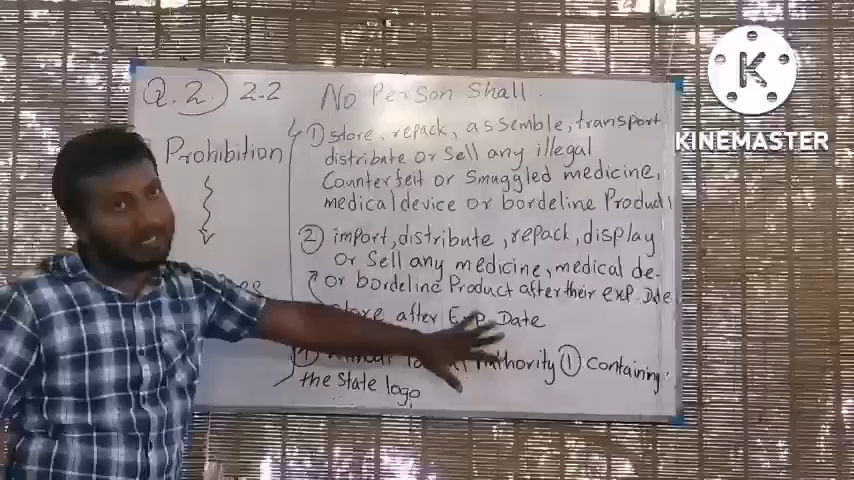 Q.2. 2-2 No Person Shall.
Prohibition
① store, repack, assemble, transport
distribute or sell any illegal
Counterfeit or Smuggled medicine,
medical device or bordeline Product
② import, distribute, repack, display
or sell any medicine, medical de-
or bordeline Product after their exp. Date
after Exp. Date
Authority ① Containing
the State logo
K
KINEMASTER